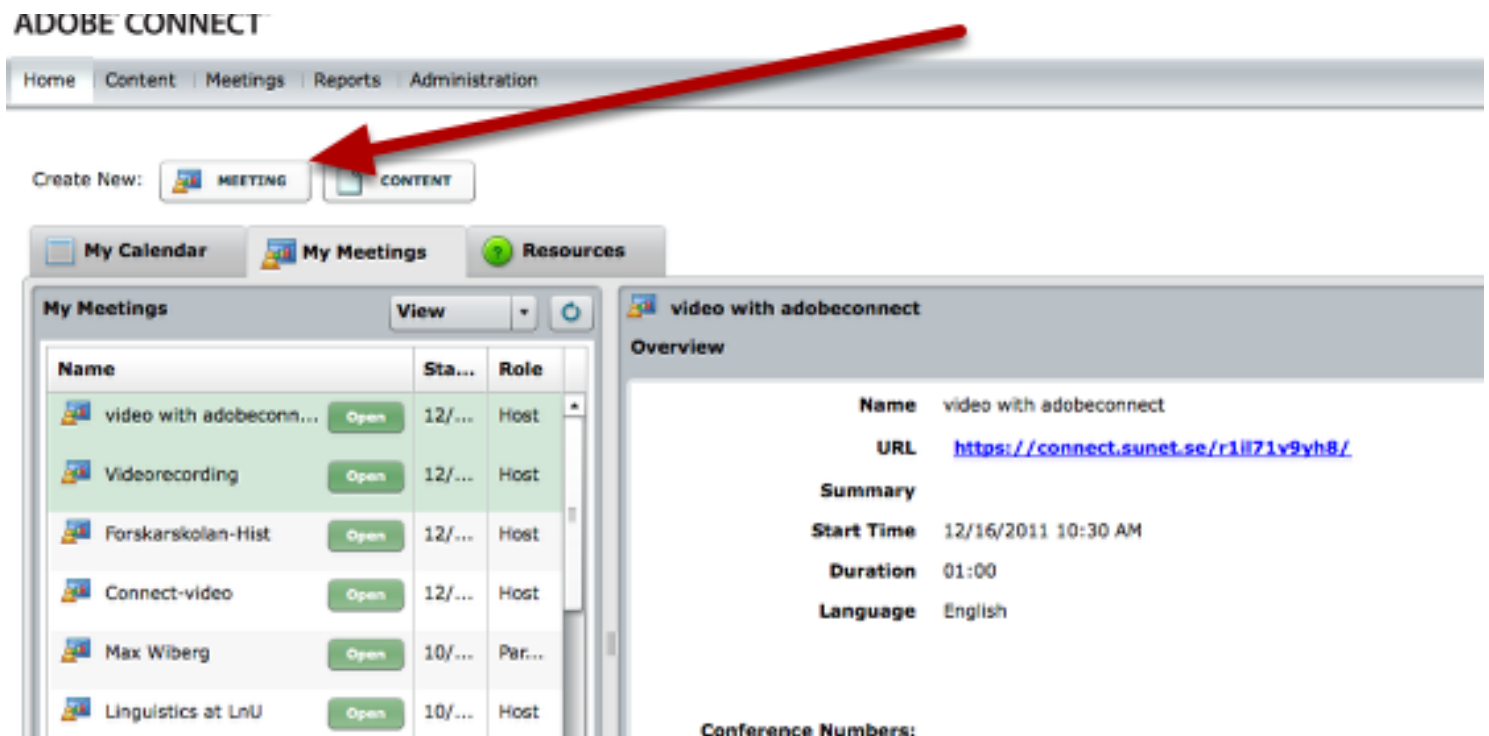 ADOBE CONNECT
Home Content Meetings Reports Administration
Create New: MEETING CONTENT
My Calendar My Meetings ? Resources
My Meetings View
Name Sta... Role
video with adobeconn... Open 12/... Host
Videorecording Open 12/... Host
Forskarskolan-Hist Open 12/... Host
Connect-video Open 12/... Host
Max Wiberg Open 10/... Par...
Linguistics at LnU Open 10/... Host
video with adobeconnect
Overview
Name video with adobeconnect
URL https://connect.sunet.se/r1il71v9yh8/
Summary
Start Time 12/16/2011 10:30 AM
Duration 01:00
Language English
Conference Numbers: